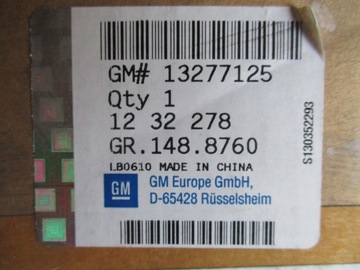 GM# 13277125
Qty 1
12 32 278
GR.148.8760
LB0610 MADE IN CHINA
GM
GM Europe GmbH,
D-65428 Rüsselsheim
S130352293